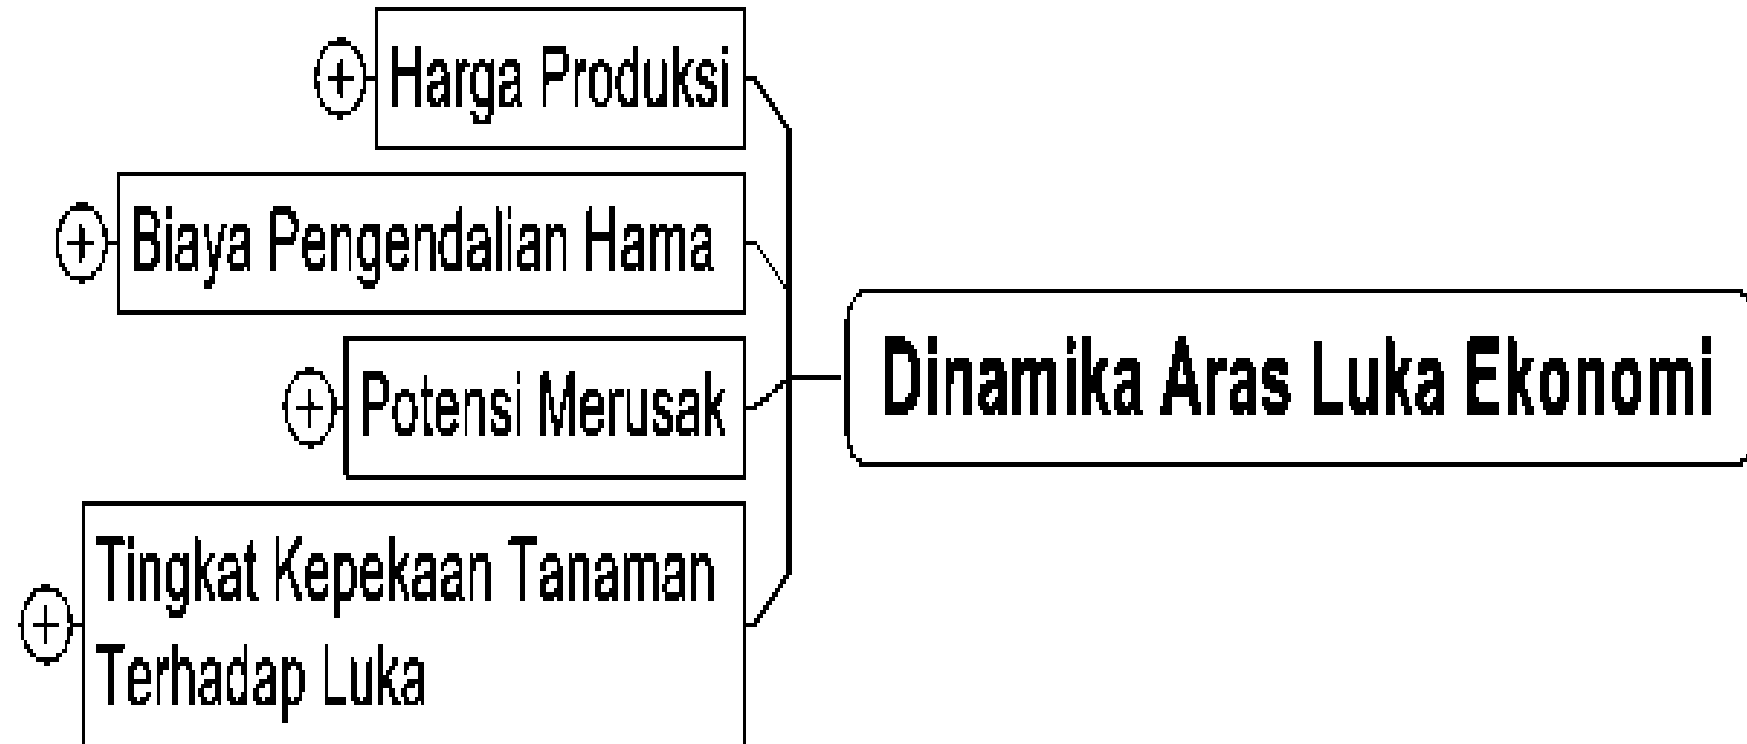 Harga Produksi
Biaya Pengendalian Hama
Potensi Merusak
Tingkat Kepekaan Tanaman
Terhadap Luka
Dinamika Aras Luka Ekonomi